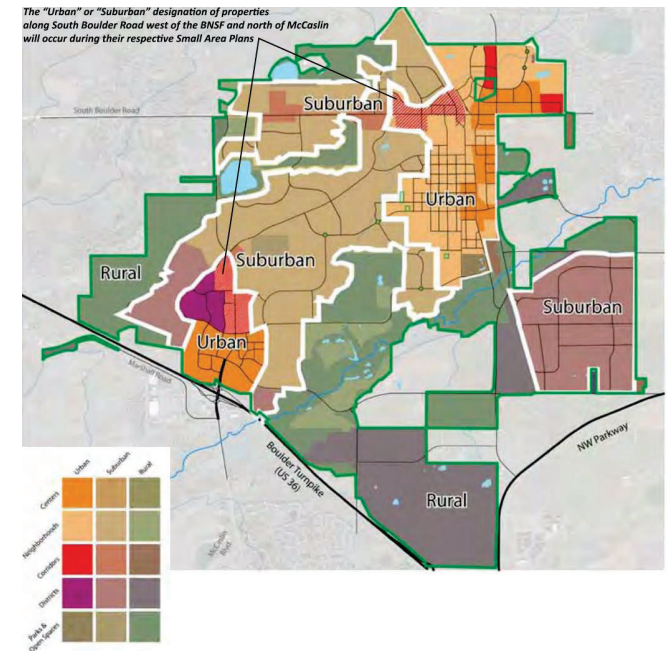 The "Urban" or "Suburban" designation of properties
along South Boulder Road west of the BNSF and north of McCaslin
will occur during their respective Small Area Plans
South Boulder Road
Suburban
Urban
Rural
Suburban
Suburban
Urban
Marshall Road
Boulder Turnpike
(US 36)
NW Parkway
Rural
McCaslin
Blvd
Urban
Suburban
Rural
Centers
Neighborhoods
Corridors
Districts
Parks &
Open Spaces